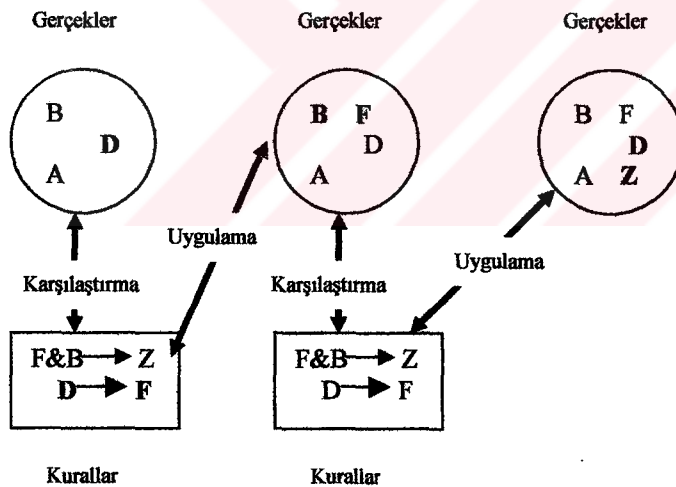 Gerçekler Gerçekler Gerçekler
B
D
A
B F
D
A
B F
D
A Z
Uygulama
Uygulama
Karşılaştırma
Karşılaştırma
F&B → Z
D → F
F&B → Z
D → F
Kurallar Kurallar